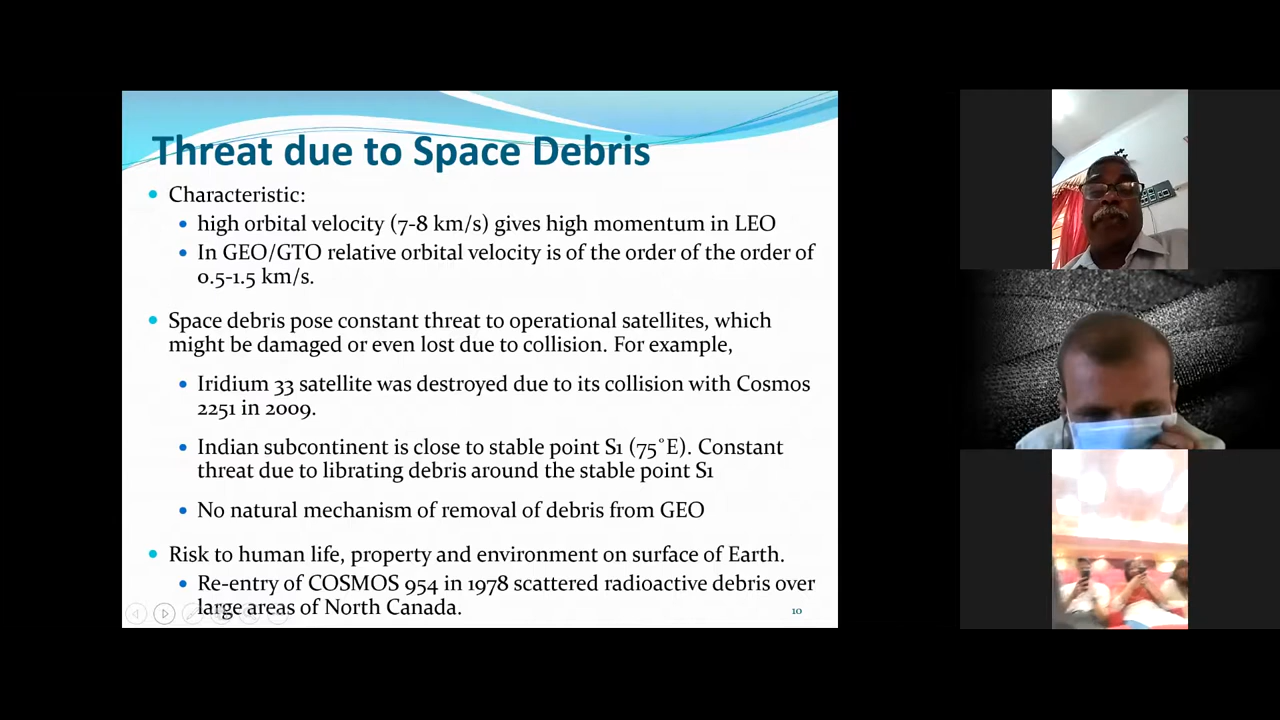 Threat due to Space Debris
Characteristic:
high orbital velocity (7-8 km/s) gives high momentum in LEO
In GEO/GTO relative orbital velocity is of the order of the order of
0.5-1.5 km/s.
Space debris pose constant threat to operational satellites, which
might be damaged or even lost due to collision. For example,
Iridium 33 satellite was destroyed due to its collision with Cosmos
2251 in 2009.
Indian subcontinent is close to stable point S1 (75°E). Constant
threat due to librating debris around the stable point S1
No natural mechanism of removal of debris from GEO
Risk to human life, property and environment on surface of Earth.
Re-entry of COSMOS 954 in 1978 scattered radioactive debris over
large areas of North Canada.
10